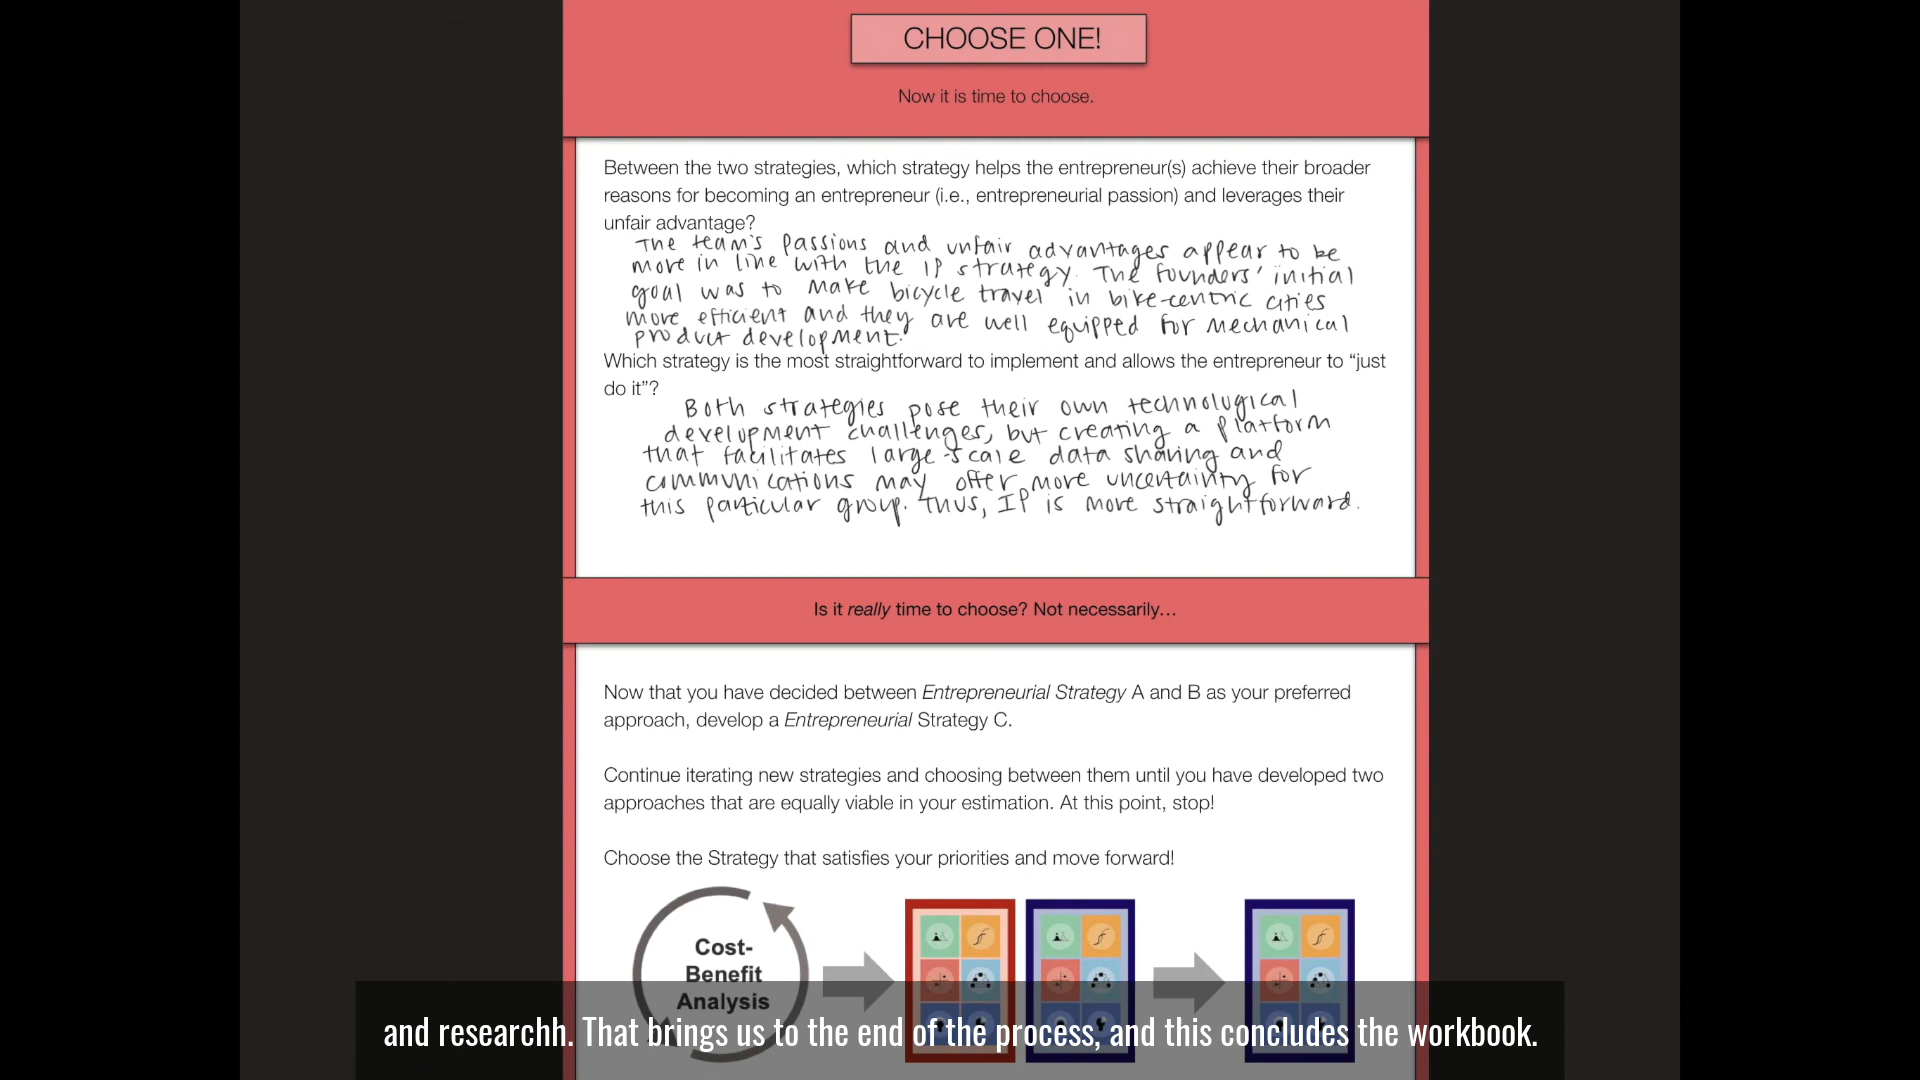 CHOOSE ONE!
Now it is time to choose.
Between the two strategies, which strategy helps the entrepreneur(s) achieve their broader
reasons for becoming an entrepreneur (i.e., entrepreneurial passion) and leverages their
unfair advantage?
The team's passions and unfair advantages appear to be
more in line with the IP strategy. The founders' initial
goal was to make bicycle travel in bike-centric cities
more efficient and they are well equipped for mechanical
product development.
Which strategy is the most straightforward to implement and allows the entrepreneur to “just
do it”?
Both strategies pose their own technological
development challenges, but creating a platform
that facilitates large-scale data sharing and
communications may offer more uncertainty for
this particular group. Thus, IP is more straightforward.
Is it really time to choose? Not necessarily…
Now that you have decided between Entrepreneurial Strategy A and B as your preferred
approach, develop a Entrepreneurial Strategy C.
Continue iterating new strategies and choosing between them until you have developed two
approaches that are equally viable in your estimation. At this point, stop!
Choose the Strategy that satisfies your priorities and move forward!
Cost-
Benefit
Analysis
and researchh. That brings us to the end of the process, and this concludes the workbook.